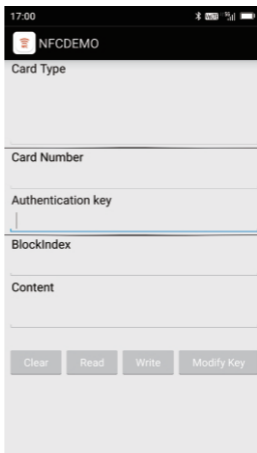 17:00
NFCDEMO
Card Type
Card Number
Authentication key
BlockIndex
Content
Clear Read Write Modify Key